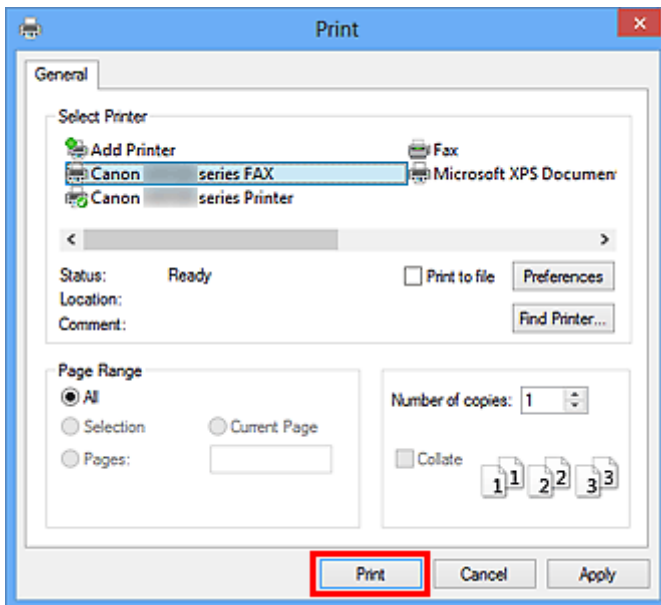 Print
General
Select Printer
Add Printer
Fax
Canon series FAX
Microsoft XPS Documen
Canon series Printer
Status: Ready
Print to file
Preferences
Location:
Comment:
Find Printer...
Page Range
All
Selection
Current Page
Pages:
Number of copies: 1
Collate
1 1 2 2 3 3
Print
Cancel
Apply